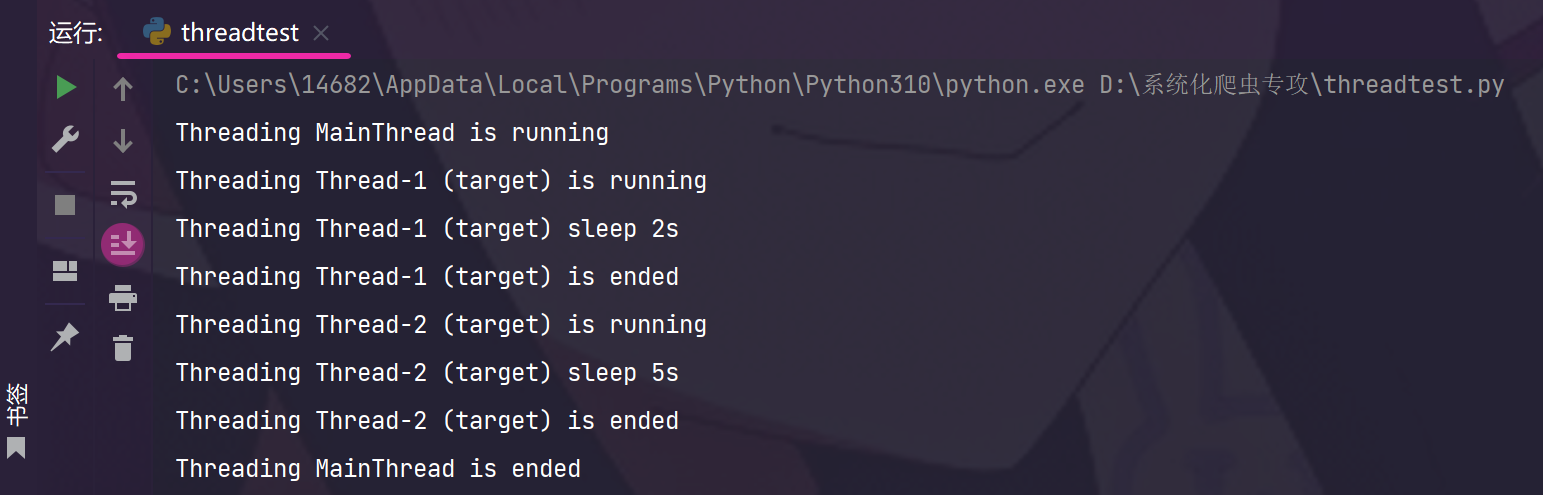 运行: threadtest
C:\Users\14682\AppData\Local\Programs\Python\Python310\python.exe D:\系统化爬虫专攻\threadtest.py
Threading MainThread is running
Threading Thread-1 (target) is running
Threading Thread-1 (target) sleep 2s
Threading Thread-1 (target) is ended
Threading Thread-2 (target) is running
Threading Thread-2 (target) sleep 5s
Threading Thread-2 (target) is ended
Threading MainThread is ended
书签